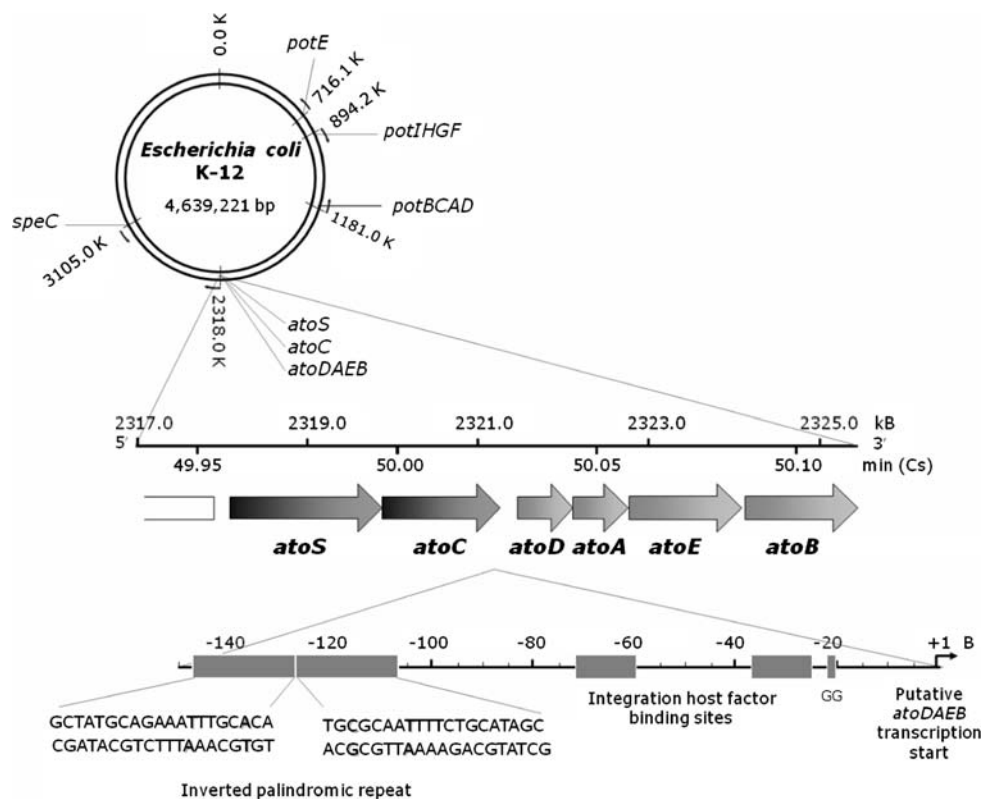 0.0 K
potE
716.1 K
894.2 K
potIHGF
Escherichia coli
K-12
4,639,221 bp
potBCAD
1181.0 K
speC
3105.0 K
2318.0 K
atoS
atoC
atoDAEB
2317.0 2319.0 2321.0 2323.0 2325.0 kB
5' 3'
49.95 50.00 50.05 50.10 min (Cs)
atoS atoC atoD atoA atoE atoB
-140 -120 -100 -80 -60 -40 -20 +1 B
GG
Integration host factor
binding sites
Putative
atoDAEB
transcription
start
GCTATGCAGAAATTTGCACA TGCGCAATTTTCTGCATAGC
CGATACGTCTTTAAACGTGT ACGCGTTAAAAGACGTATCG
Inverted palindromic repeat